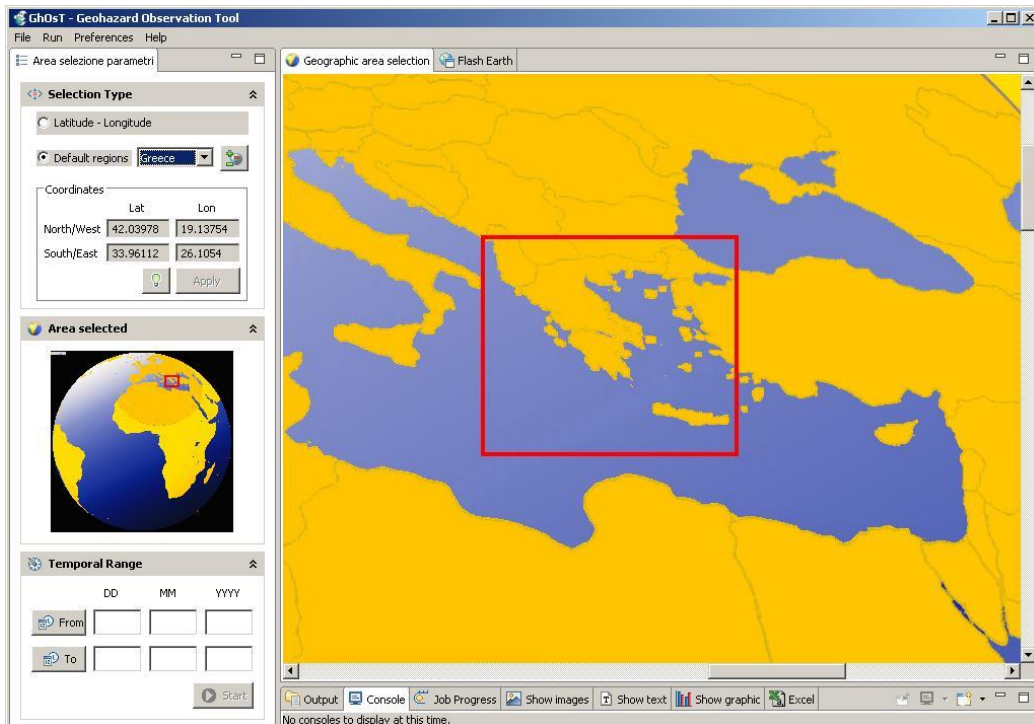 GhOsT - Geohazard Observation Tool
File Run Preferences Help
Area selezione parametri
Selection Type
Latitude - Longitude
Default regions Greece
Coordinates
Lat Lon
North/West 42.03978 19.13754
South/East 33.96112 26.1054
Apply
Area selected
Temporal Range
DD MM YYYY
From
To
Start
Geographic area selection Flash Earth
Output Console Job Progress Show images Show text Show graphic Excel
No consoles to display at this time.